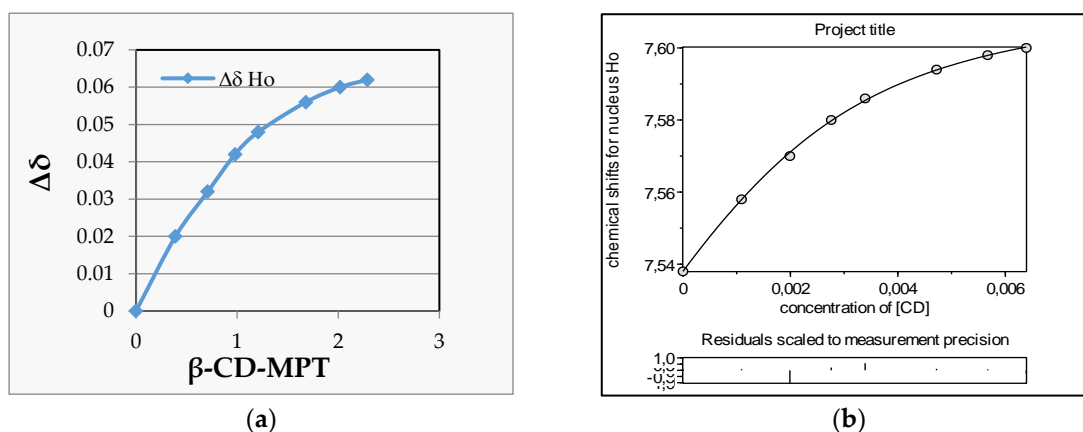 0.07
0.06
0.05
0.04
0.03
0.02
0.01
0
Δδ
Δδ Ho
0 1 2 3
β-CD-MPT
(a)
Project title
7,60
7,58
7,56
7,54
chemical shifts for nucleus Ho
0 0,002 0,004 0,006
concentration of [CD]
Residuals scaled to measurement precision
1,0
(b)